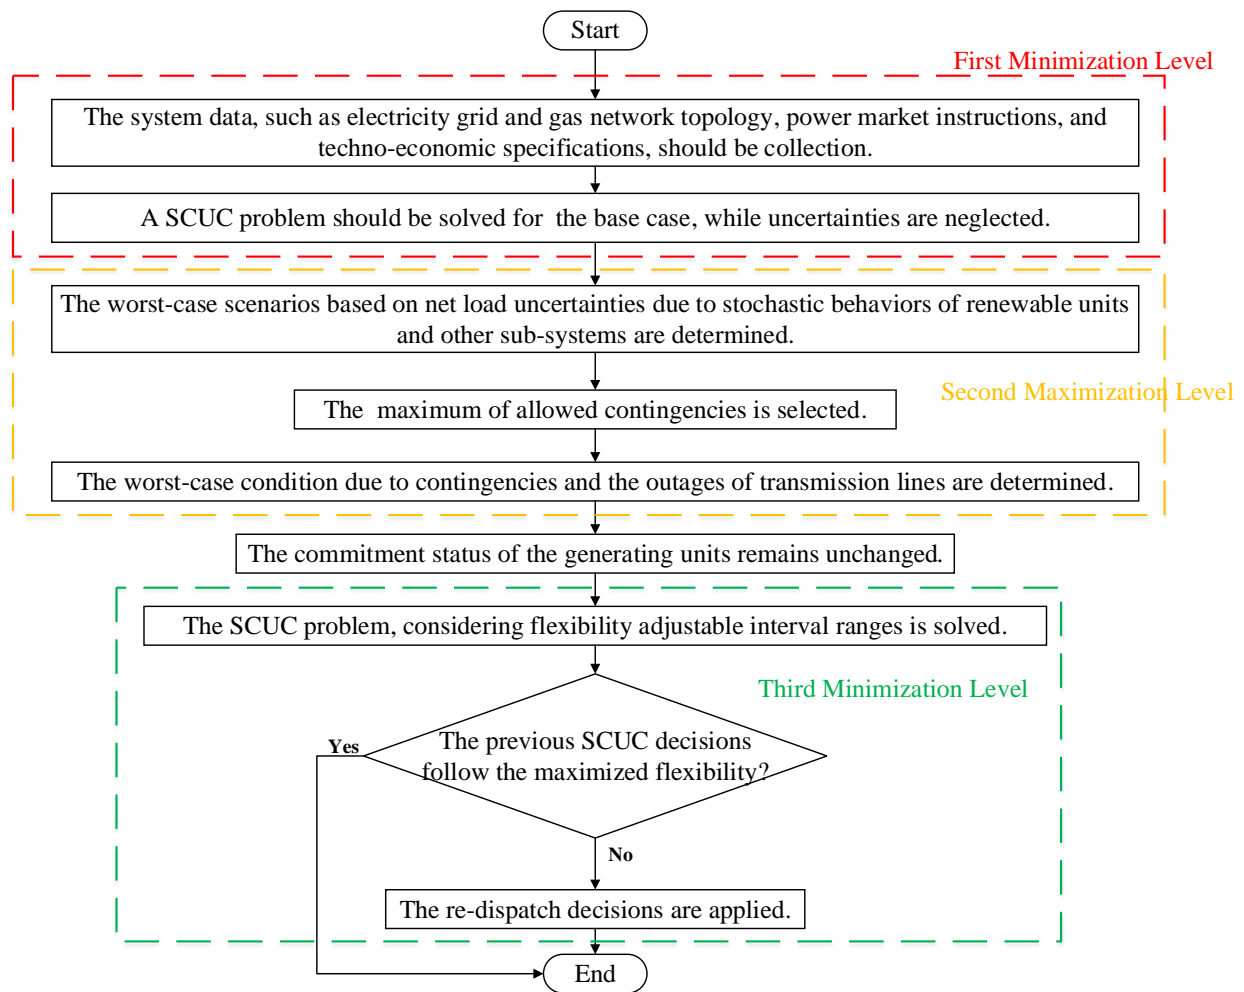 Start
First Minimization Level
The system data, such as electricity grid and gas network topology, power market instructions, and
techno-economic specifications, should be collection.
A SCUC problem should be solved for the base case, while uncertainties are neglected.
The worst-case scenarios based on net load uncertainties due to stochastic behaviors of renewable units
and other sub-systems are determined.
Second Maximization Level
The maximum of allowed contingencies is selected.
The worst-case condition due to contingencies and the outages of transmission lines are determined.
The commitment status of the generating units remains unchanged.
The SCUC problem, considering flexibility adjustable interval ranges is solved.
Third Minimization Level
Yes
The previous SCUC decisions
follow the maximized flexibility?
No
The re-dispatch decisions are applied.
End